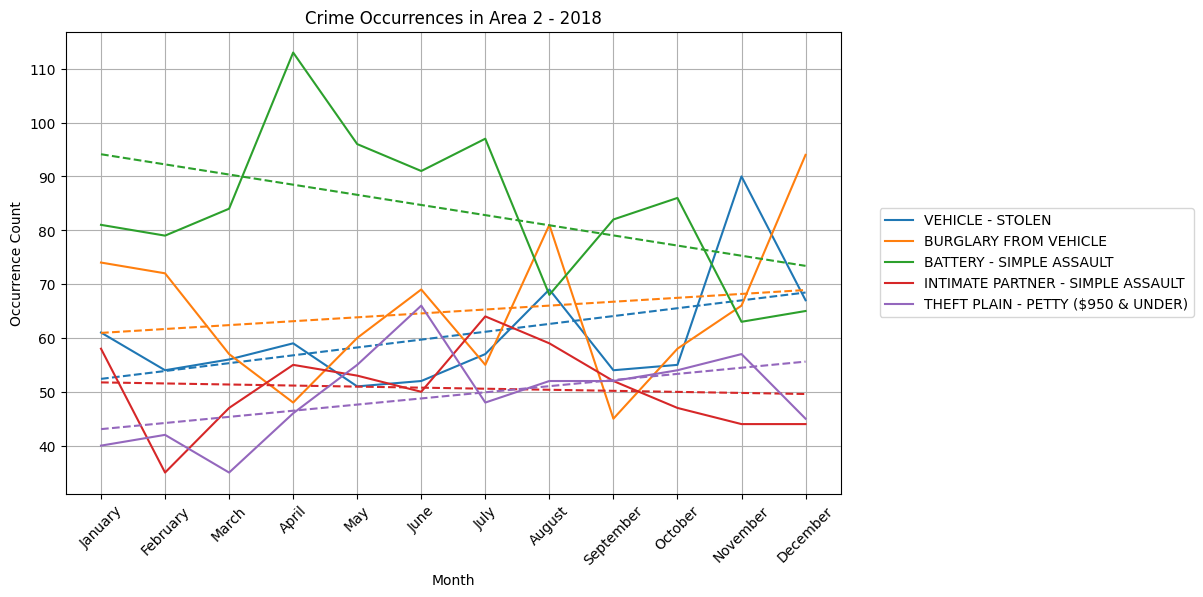 Crime Occurrences in Area 2 - 2018
Occurrence Count
110
100
90
80
70
60
50
40
January
February
March
April
May
June
July
August
September
October
November
December
Month
VEHICLE - STOLEN
BURGLARY FROM VEHICLE
BATTERY - SIMPLE ASSAULT
INTIMATE PARTNER - SIMPLE ASSAULT
THEFT PLAIN - PETTY ($950 & UNDER)